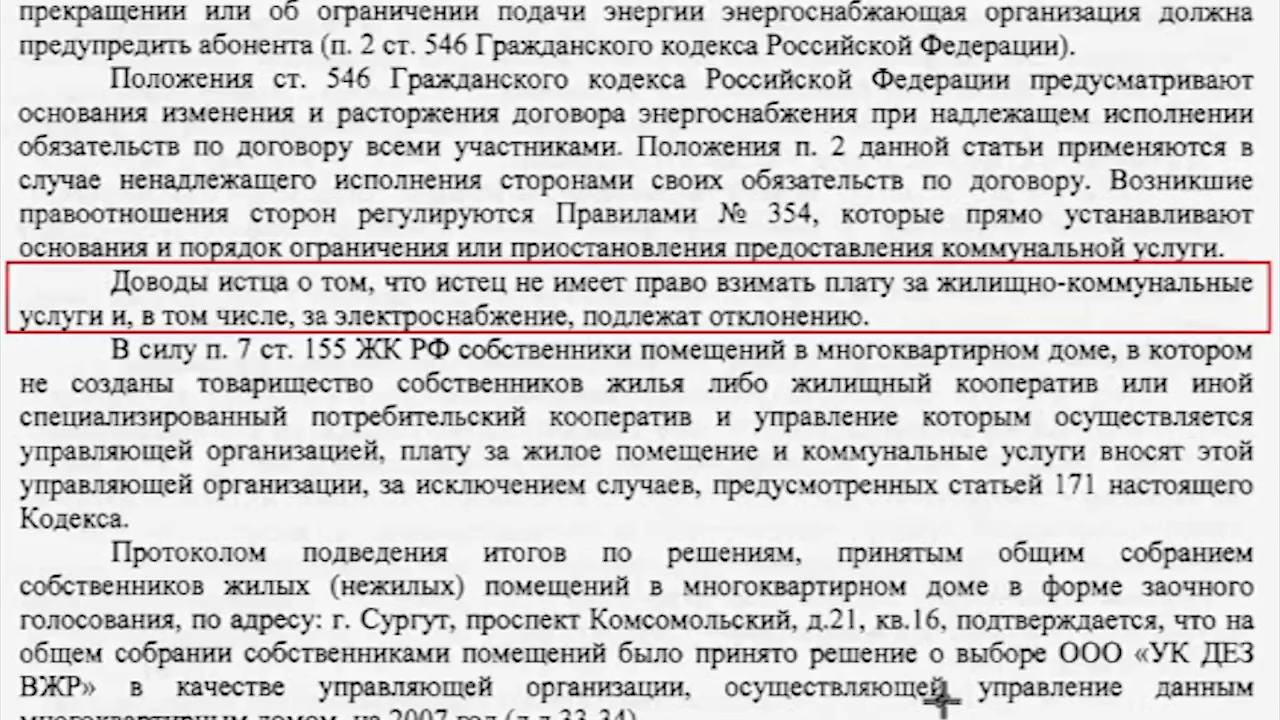 прекращении или об ограничении подачи энергии энергоснабжающая организация должна
предупредить абонента (п. 2 ст. 546 Гражданского кодекса Российской Федерации).
Положения ст. 546 Гражданского кодекса Российской Федерации предусматривают
основания изменения и расторжения договора энергоснабжения при надлежащем исполнении
обязательств по договору всеми участниками. Положения п. 2 данной статьи применяются в
случае ненадлежащего исполнения сторонами своих обязательств по договору. Возникшие
правоотношения сторон регулируются Правилами № 354, которые прямо устанавливают
основания и порядок ограничения или приостановления предоставления коммунальной услуги.
Доводы истца о том, что истец не имеет право взимать плату за жилищно-коммунальные
услуги и, в том числе, за электроснабжение, подлежат отклонению.
В силу п. 7 ст. 155 ЖК РФ собственники помещений в многоквартирном доме, в котором
не созданы товарищество собственников жилья либо жилищный кооператив или иной
специализированный потребительский кооператив и управление которым осуществляется
управляющей организацией, плату за жилое помещение и коммунальные услуги вносят этой
управляющей организации, за исключением случаев, предусмотренных статьей 171 настоящего
Кодекса.
Протоколом подведения итогов по решениям, принятым общим собранием
собственников жилых (нежилых) помещений в многоквартирном доме в форме заочного
голосования, по адресу: г. Сургут, проспект Комсомольский, д.21, кв.16, подтверждается, что на
общем собрании собственниками помещений было принято решение о выборе ООО «УК ДЕЗ
ВЖР» в качестве управляющей организации, осуществляющей управление данным
многоквартирным домом, на 2007 год (л.д.33-34).